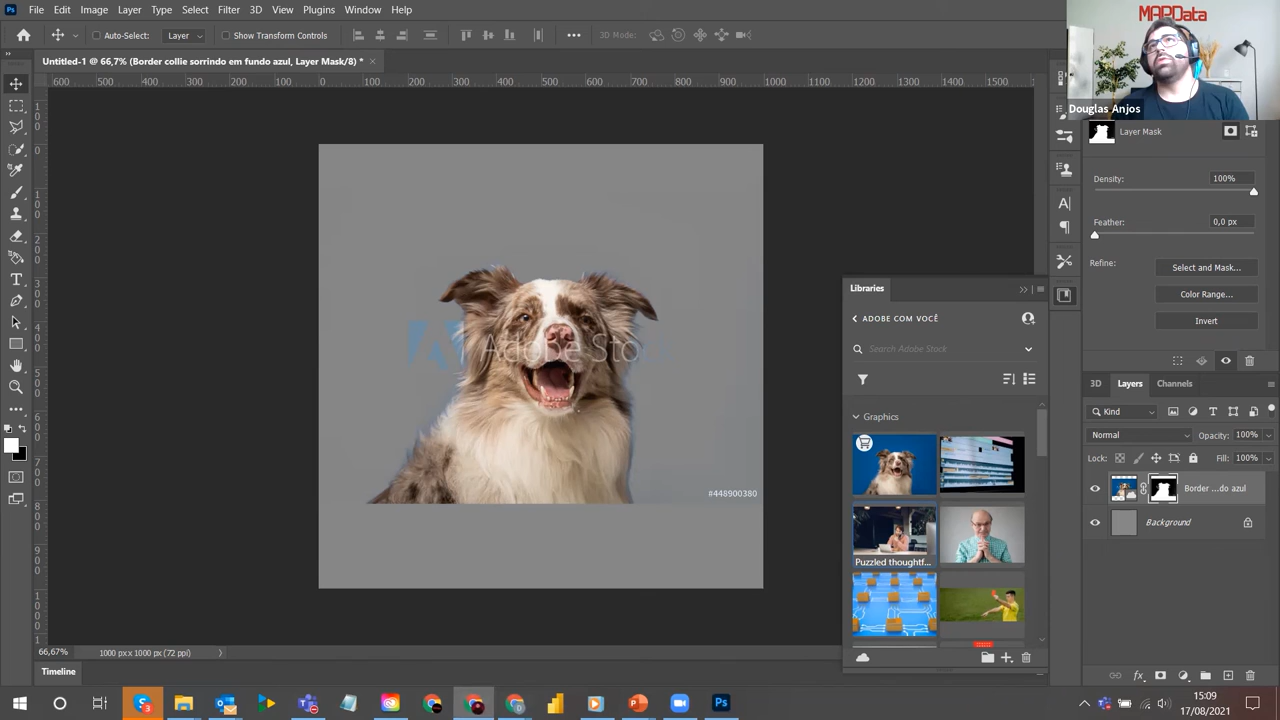 File Edit Image Layer Type Select Filter 3D View Plugins Window Help
MAPData
Auto-Select: Layer Show Transform Controls 3D Mode:
Untitled-1 @ 66,7% (Border collie sorrindo em fundo azul, Layer Mask/8) *
600 500 400 300 200 100 0 100 200 300 400 500 600 700 800 900 1000 1100 1200 1300 1400 1500
Douglas Anjos
Layer Mask
Density: 100%
Feather: 0,0 px
Refine: Select and Mask...
Color Range...
Invert
Libraries
ADOBE COM VOCÊ
Search Adobe Stock
Graphics
Puzzled thoughtf...
Adobe Stock
#448900380
3D Layers Channels
Kind
Normal Opacity: 100%
Lock: Fill: 100%
Border ...do azul
Background
66,67% 1000 px x 1000 px (72 ppi)
Timeline
15:09
17/08/2021